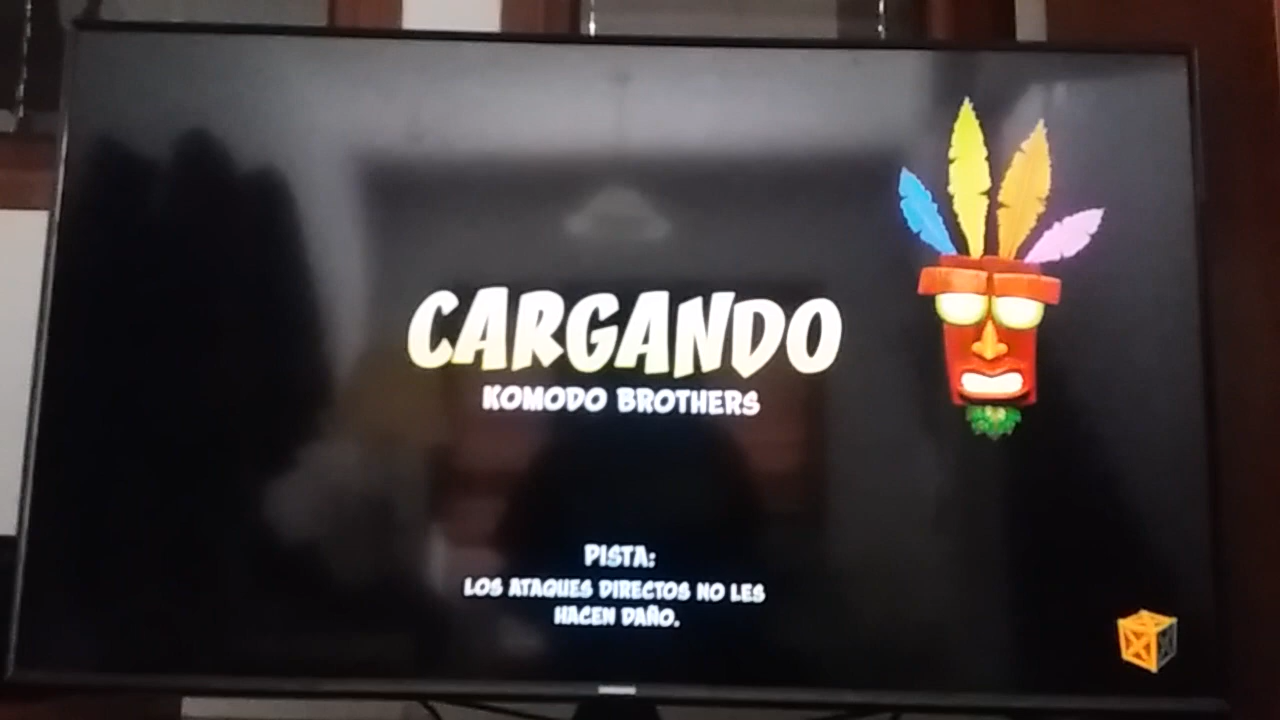 CARGANDO
KOMODO BROTHERS
PISTA:
LOS ATAQUES DIRECTOS NO LES
HACEN DAÑO.